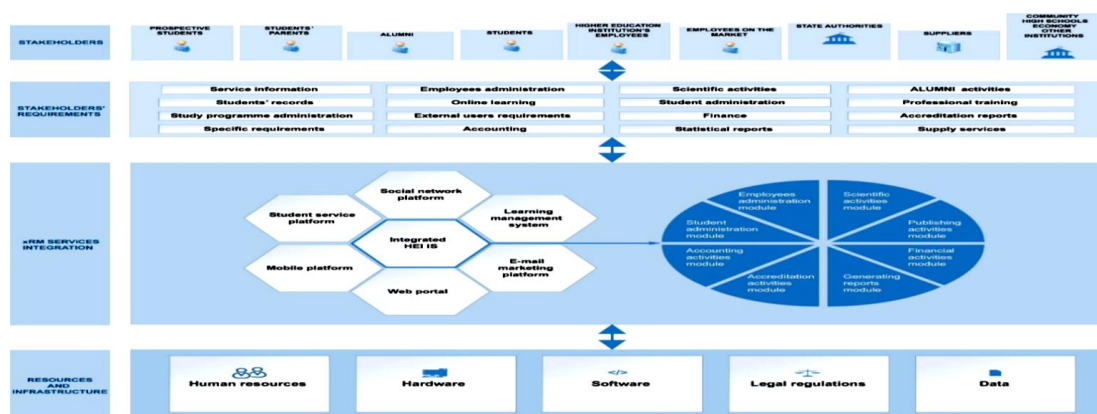 STAKEHOLDERS
PROSPECTIVE
STUDENTS
STUDENTS'
PARENTS
ALUMNI
STUDENTS
HIGHER EDUCATION
INSTITUTION'S
EMPLOYEES
EMPLOYEES ON THE
MARKET
STATE AUTHORITIES
SUPPLIERS
COMMUNITY
HIGH SCHOOLS
ECONOMY
OTHER
INSTITUTIONS
STAKEHOLDERS'
REQUIREMENTS
Service information
Employees administration
Scientific activities
ALUMNI activities
Students' records
Online learning
Student administration
Professional training
Study programme administration
External users requirements
Finance
Accreditation reports
Specific requirements
Accounting
Statistical reports
Supply services
xRM SERVICES
INTEGRATION
Social network
platform
Student service
platform
Learning
management
system
Integrated
HEI IS
Mobile platform
E-mail
marketing
platform
Web portal
Employees
administration
module
Scientific
activities
module
Student
administration
module
Publishing
activities
module
Accounting
activities
module
Financial
activities
module
Accreditation
activities
module
Generating
reports
module
RESOURCES
AND
INFRASTRUCTURE
Human resources
Hardware
</>
Software
Legal regulations
Data